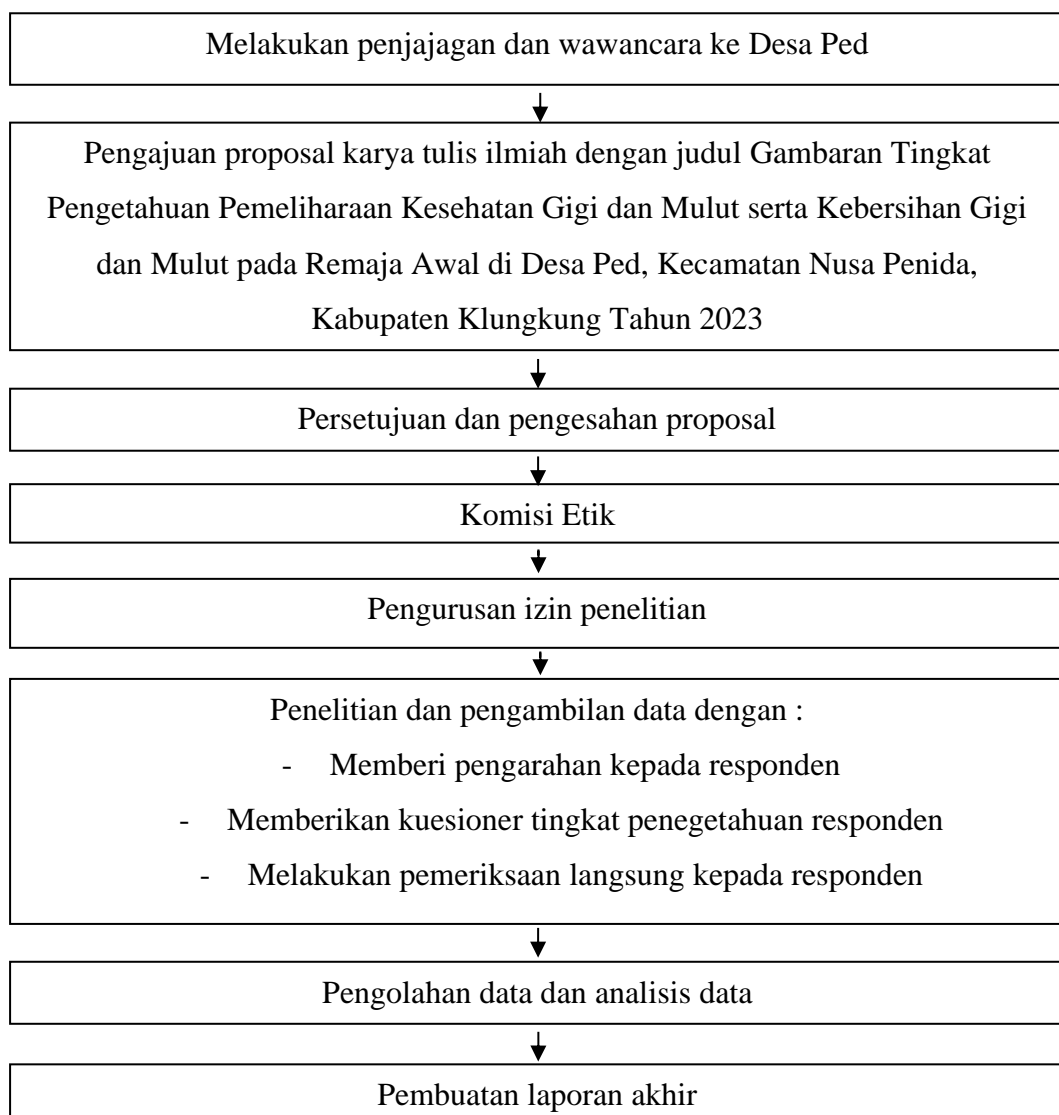 Melakukan penjajagan dan wawancara ke Desa Ped
Pengajuan proposal karya tulis ilmiah dengan judul Gambaran Tingkat
Pengetahuan Pemeliharaan Kesehatan Gigi dan Mulut serta Kebersihan Gigi
dan Mulut pada Remaja Awal di Desa Ped, Kecamatan Nusa Penida,
Kabupaten Klungkung Tahun 2023
Persetujuan dan pengesahan proposal
Komisi Etik
Pengurusan izin penelitian
Penelitian dan pengambilan data dengan :
- Memberi pengarahan kepada responden
- Memberikan kuesioner tingkat penegetahuan responden
- Melakukan pemeriksaan langsung kepada responden
Pengolahan data dan analisis data
Pembuatan laporan akhir